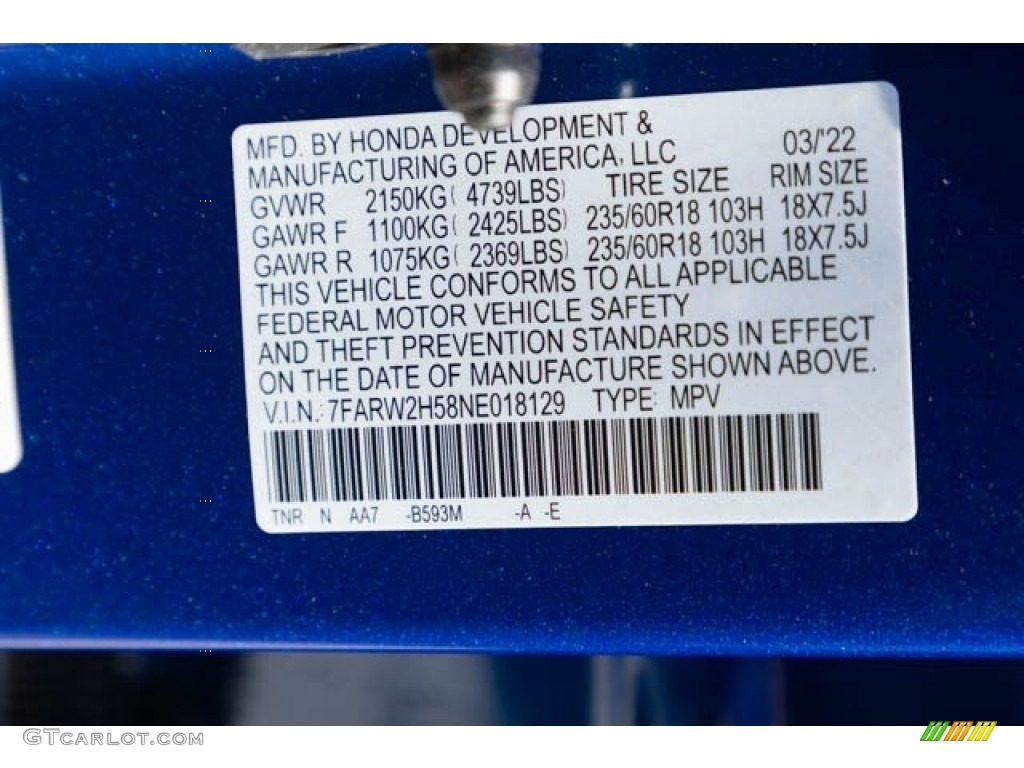 MFD. BY HONDA DEVELOPMENT &
MANUFACTURING OF AMERICA, LLC 03/'22
GVWR 2150KG( 4739LBS) TIRE SIZE RIM SIZE
GAWR F 1100KG( 2425LBS) 235/60R18 103H 18X7.5J
GAWR R 1075KG( 2369LBS) 235/60R18 103H 18X7.5J
THIS VEHICLE CONFORMS TO ALL APPLICABLE
FEDERAL MOTOR VEHICLE SAFETY
AND THEFT PREVENTION STANDARDS IN EFFECT
ON THE DATE OF MANUFACTURE SHOWN ABOVE.
V.I.N.: 7FARW2H58NE018129 TYPE: MPV
TNR N AA7 -B593M -A -E
GTCARLOT.COM